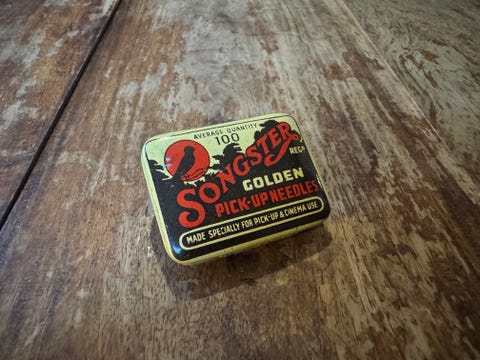 AVERAGE QUANTITY
100
SONGSTER
REGD
GOLDEN
PICK-UP NEEDLES
MADE SPECIALLY FOR PICK-UP & CINEMA USE